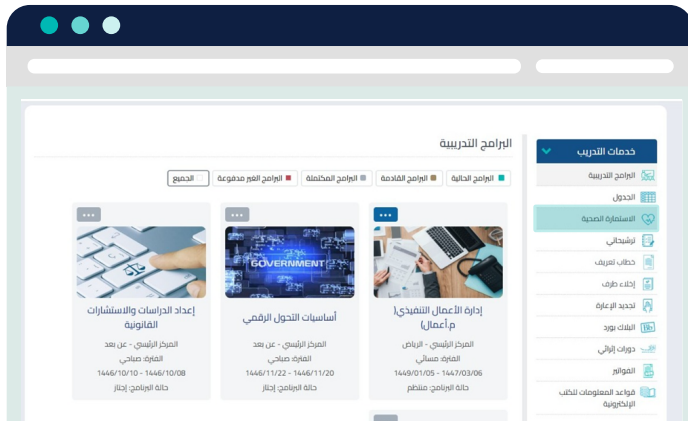 البرامج التدريبية
البرامج الحالية
البرامج القادمة
البرامج المكتملة
البرامج الغير مدفوعة
الجميع
خدمات التدريب
البرامج التدريبية
الجدول
الاستمارة الصحية
ترشيحاتي
خطاب تعريف
إخلاء طرف
تجديد الإعارة
البلاك بورد
دورات إثرائي
الفواتير
قواعد المعلومات للكتب
الإلكترونية
إدارة الأعمال التنفيذي(
م.أعمال)
المركز الرئيسي - الرياض
الفترة: مسائي
1449/01/05 - 1447/03/06
حالة البرنامج: منتظم
GOVERNMENT
أساسيات التحول الرقمي
المركز الرئيسي - عن بعد
الفترة: صباحي
1446/11/22 - 1446/11/20
حالة البرنامج: إجتاز
إعداد الدراسات والاستشارات
القانونية
المركز الرئيسي - عن بعد
الفترة: صباحي
1446/10/10 - 1446/10/08
حالة البرنامج: إجتاز